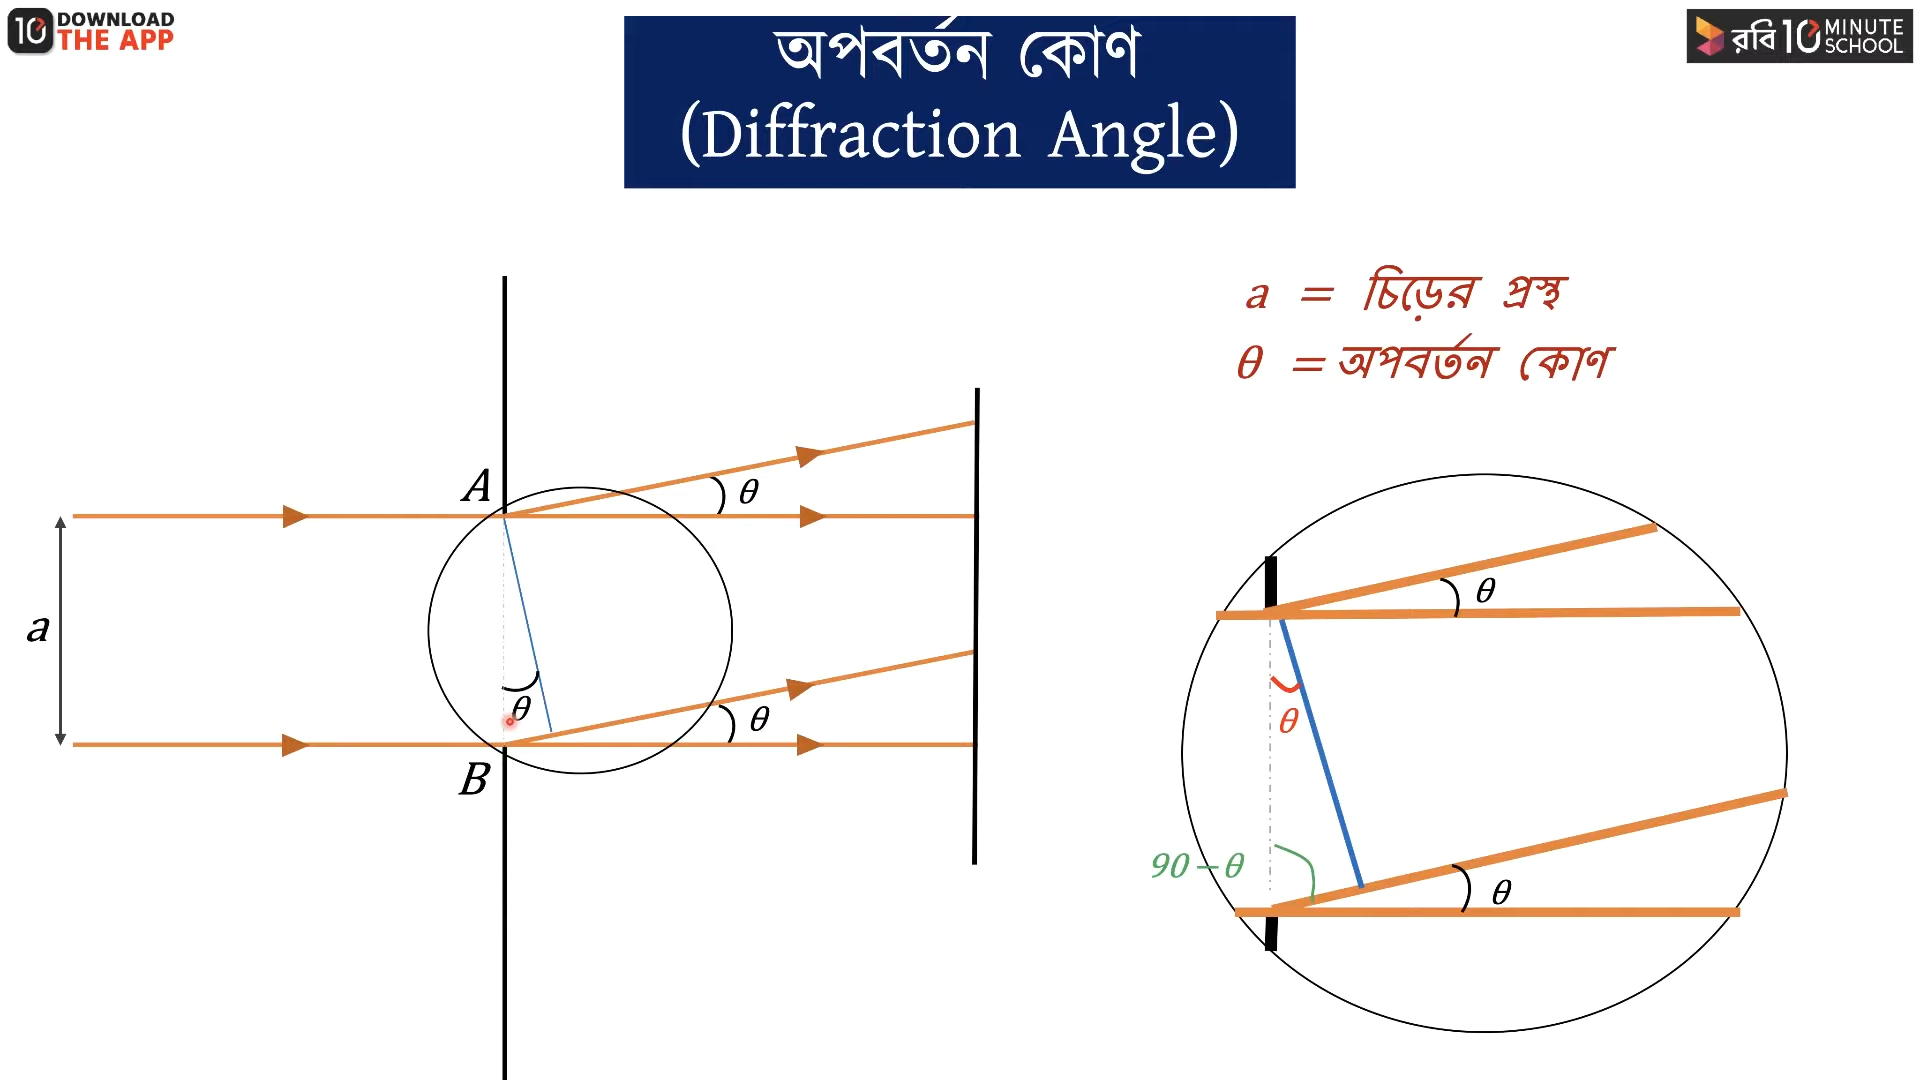 10 DOWNLOAD THE APP
রবি 10 MINUTE SCHOOL
অপবর্তন কোণ
(Diffraction Angle)
a = চিড়ের প্রস্থ
θ = অপবর্তন কোণ
A
θ
a
θ
θ
B
θ
θ
90 − θ
θ